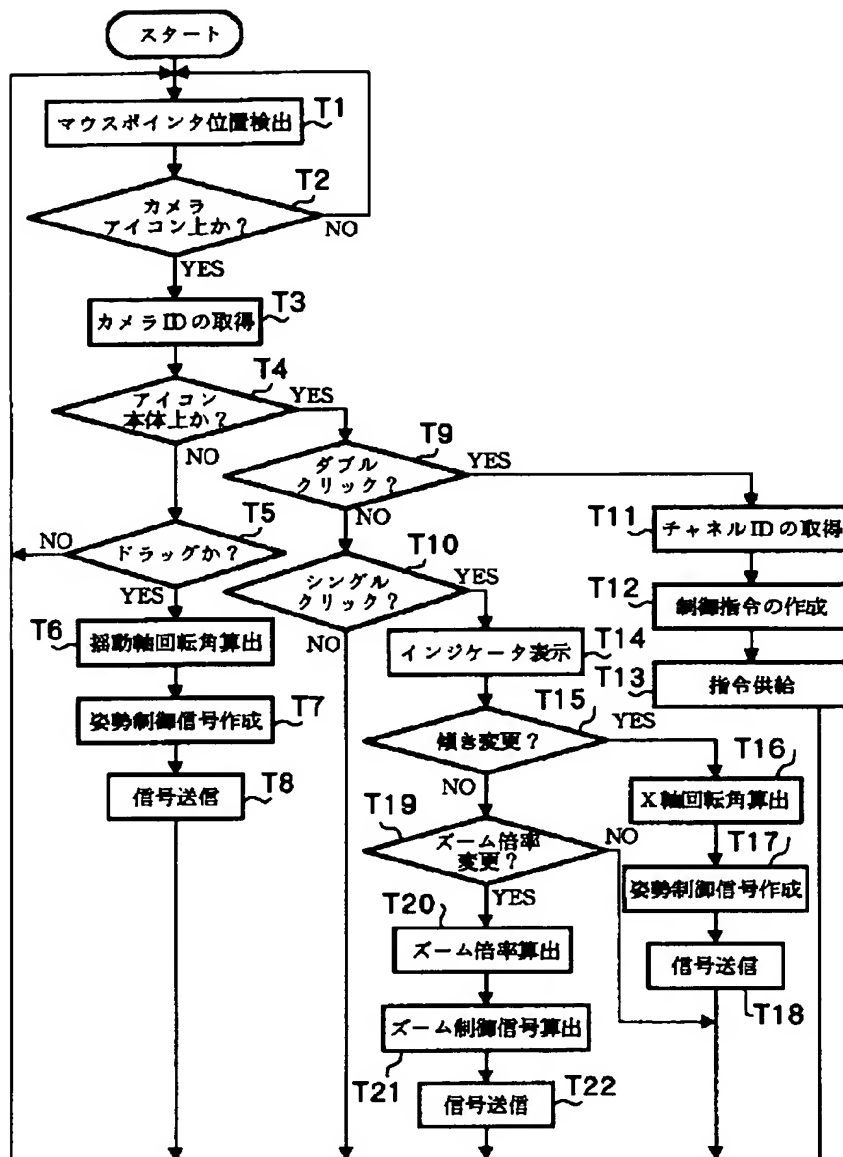 スタート
マウスポインタ位置検出
T1
カメラ
アイコン上か?
T2
NO
YES
カメラIDの取得
T3
アイコン
本体上か?
T4
YES
NO
ダブル
クリック?
T9
YES
NO
ドラッグか?
T5
NO
YES
シングル
クリック?
T10
YES
NO
T11
チャネルIDの取得
T12
制御指令の作成
T13
指令供給
T6
揺動軸回転角算出
インジケータ表示
T14
姿勢制御信号作成
T7
傾き変更?
T15
YES
NO
信号送信
T8
T16
X軸回転角算出
T19
ズーム倍率
変更?
NO
YES
T17
姿勢制御信号作成
T20
ズーム倍率算出
信号送信
T18
ズーム制御信号算出
T21
信号送信
T22